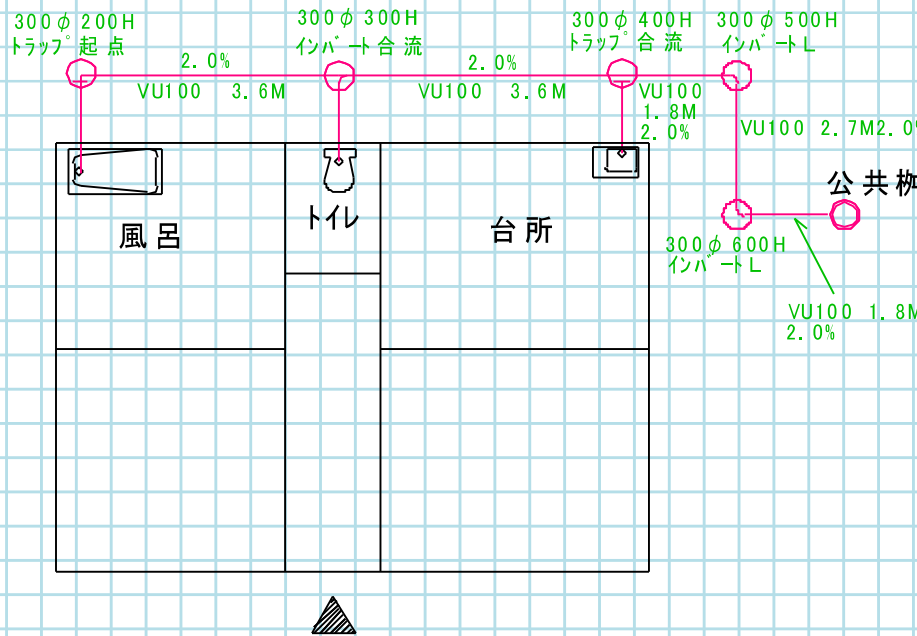 300φ 200H
トラップ 起点
300φ 300H
インバート 合流
300φ 400H
トラップ 合流
300φ 500H
インバートL
2.0%
VU100 3.6M
2.0%
VU100 3.6M
VU100
1.8M
2.0%
VU100 2.7M2.0%
公共桝
風呂
トイレ
台所
300φ 600H
インバートL
VU100 1.8M
2.0%